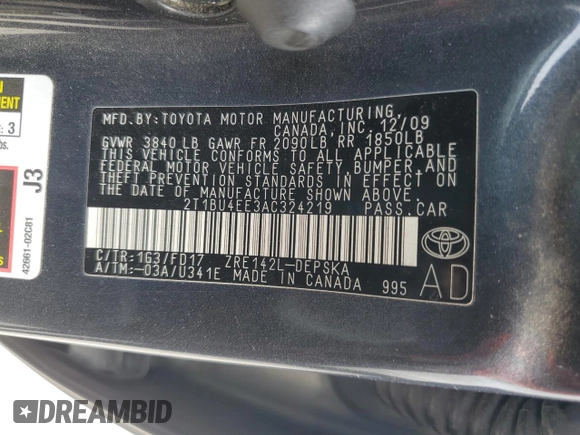 MFD.BY:TOYOTA MOTOR MANUFACTURING
CANADA,INC. 12/09
GVWR 3840 LB GAWR FR 2090LB RR 1850LB
THIS VEHICLE CONFORMS TO ALL APPLICABLE
FEDERAL MOTOR VEHICLE SAFETY,BUMPER,AND
THEFT PREVENTION STANDARDS IN EFFECT ON
THE DATE OF MANUFACTURE SHOWN ABOVE.
2T1BU4EE3AC324219 PASS.CAR
C/TR:1G3/FD17 ZRE142L-DEPSKA
A/TM:-03A/U341E MADE IN CANADA 995
AD
: 3
bs.
J3
42661-02C81
DREAMBID